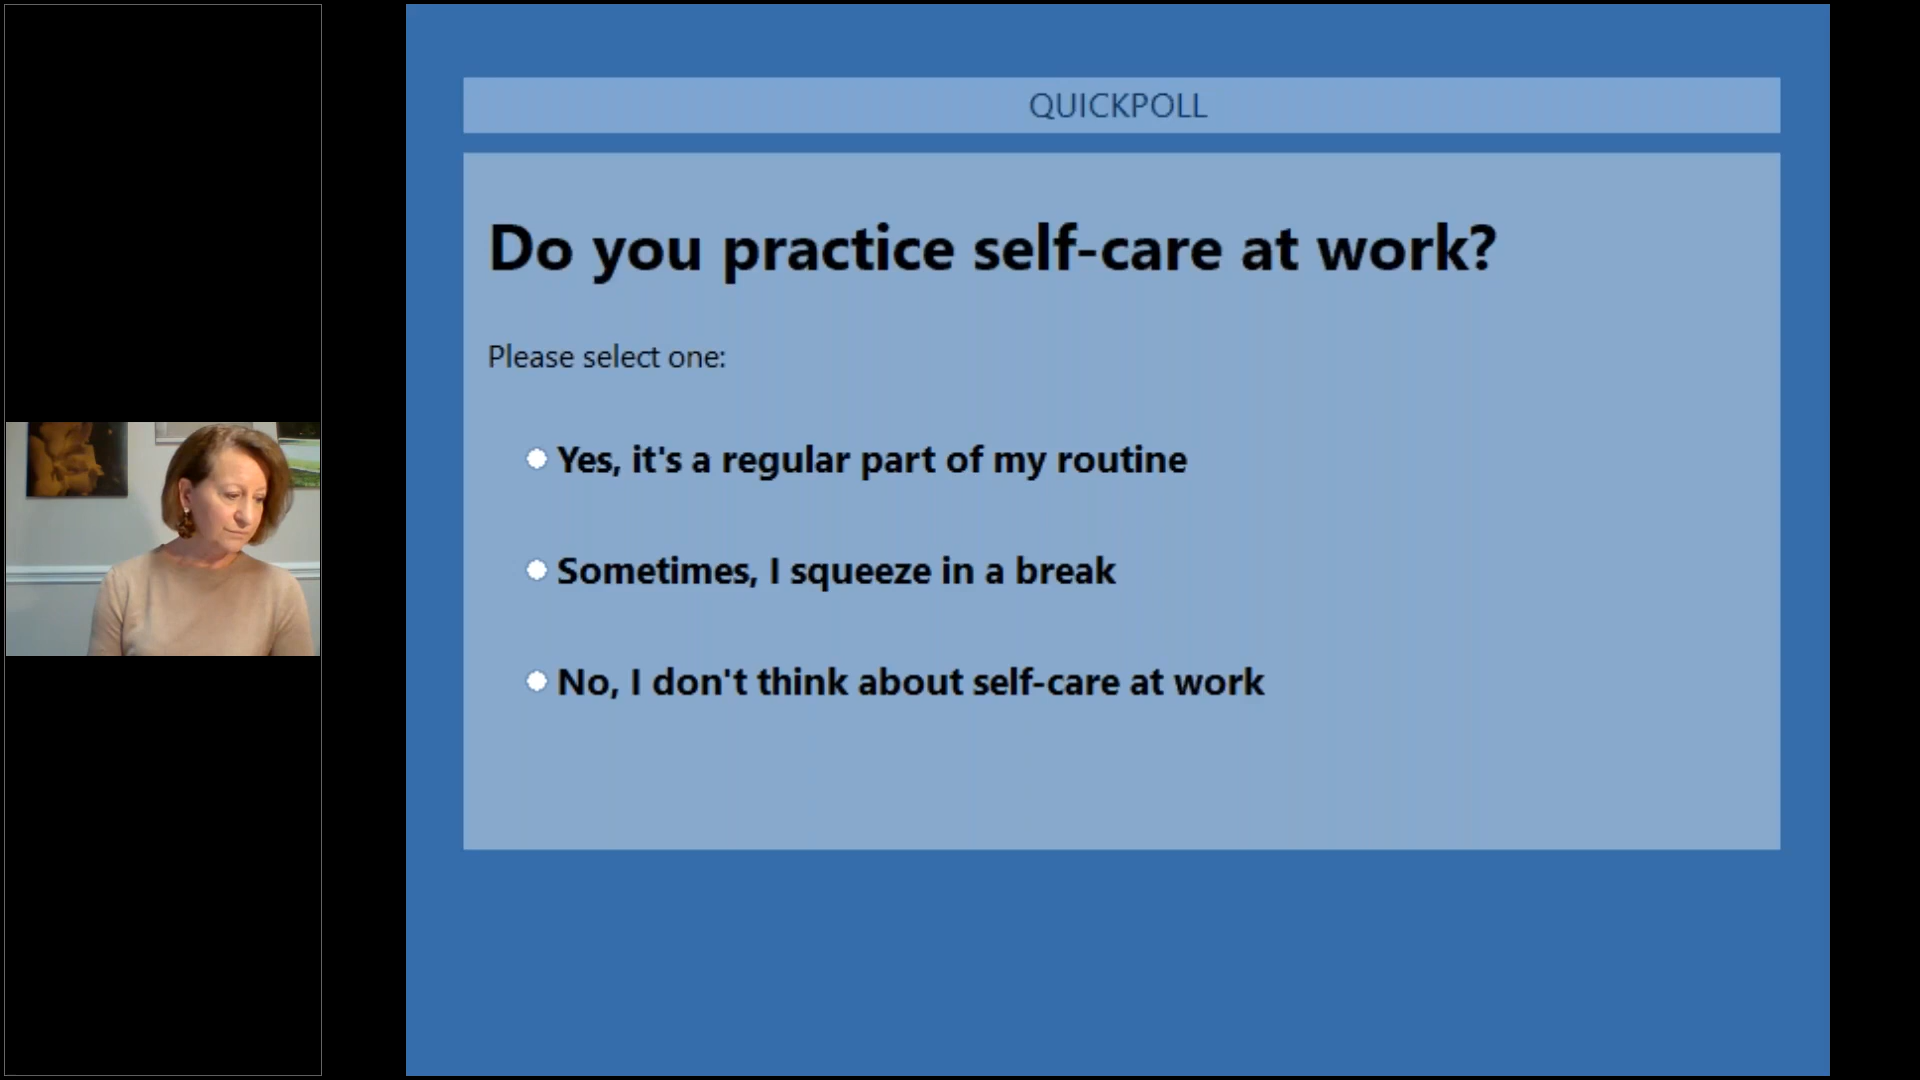 QUICKPOLL
Do you practice self-care at work?
Please select one:
Yes, it's a regular part of my routine
Sometimes, I squeeze in a break
No, I don't think about self-care at work